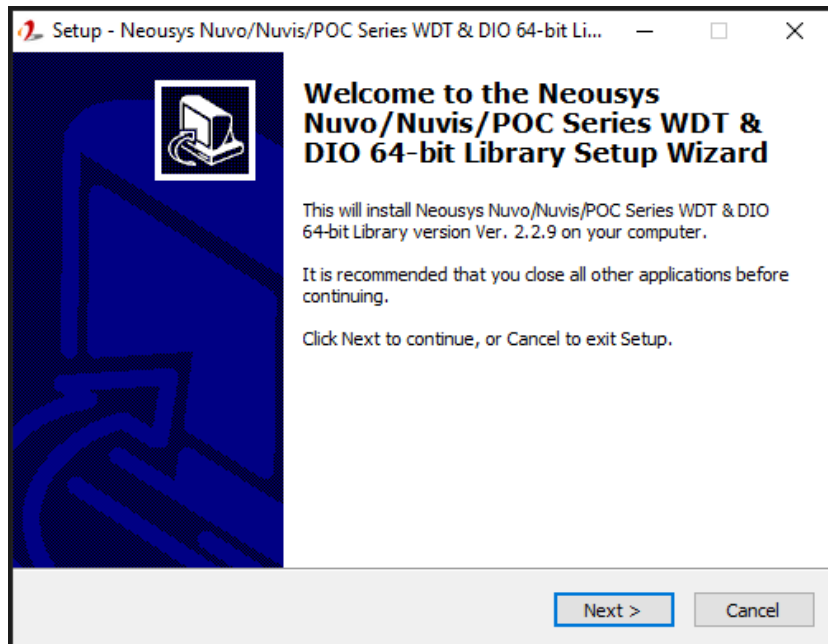 Setup - Neousys Nuvo/Nuvis/POC Series WDT & DIO 64-bit Li...
Welcome to the Neousys
Nuvo/Nuvis/POC Series WDT &
DIO 64-bit Library Setup Wizard
This will install Neousys Nuvo/Nuvis/POC Series WDT & DIO
64-bit Library version Ver. 2.2.9 on your computer.
It is recommended that you close all other applications before
continuing.
Click Next to continue, or Cancel to exit Setup.
Next >
Cancel